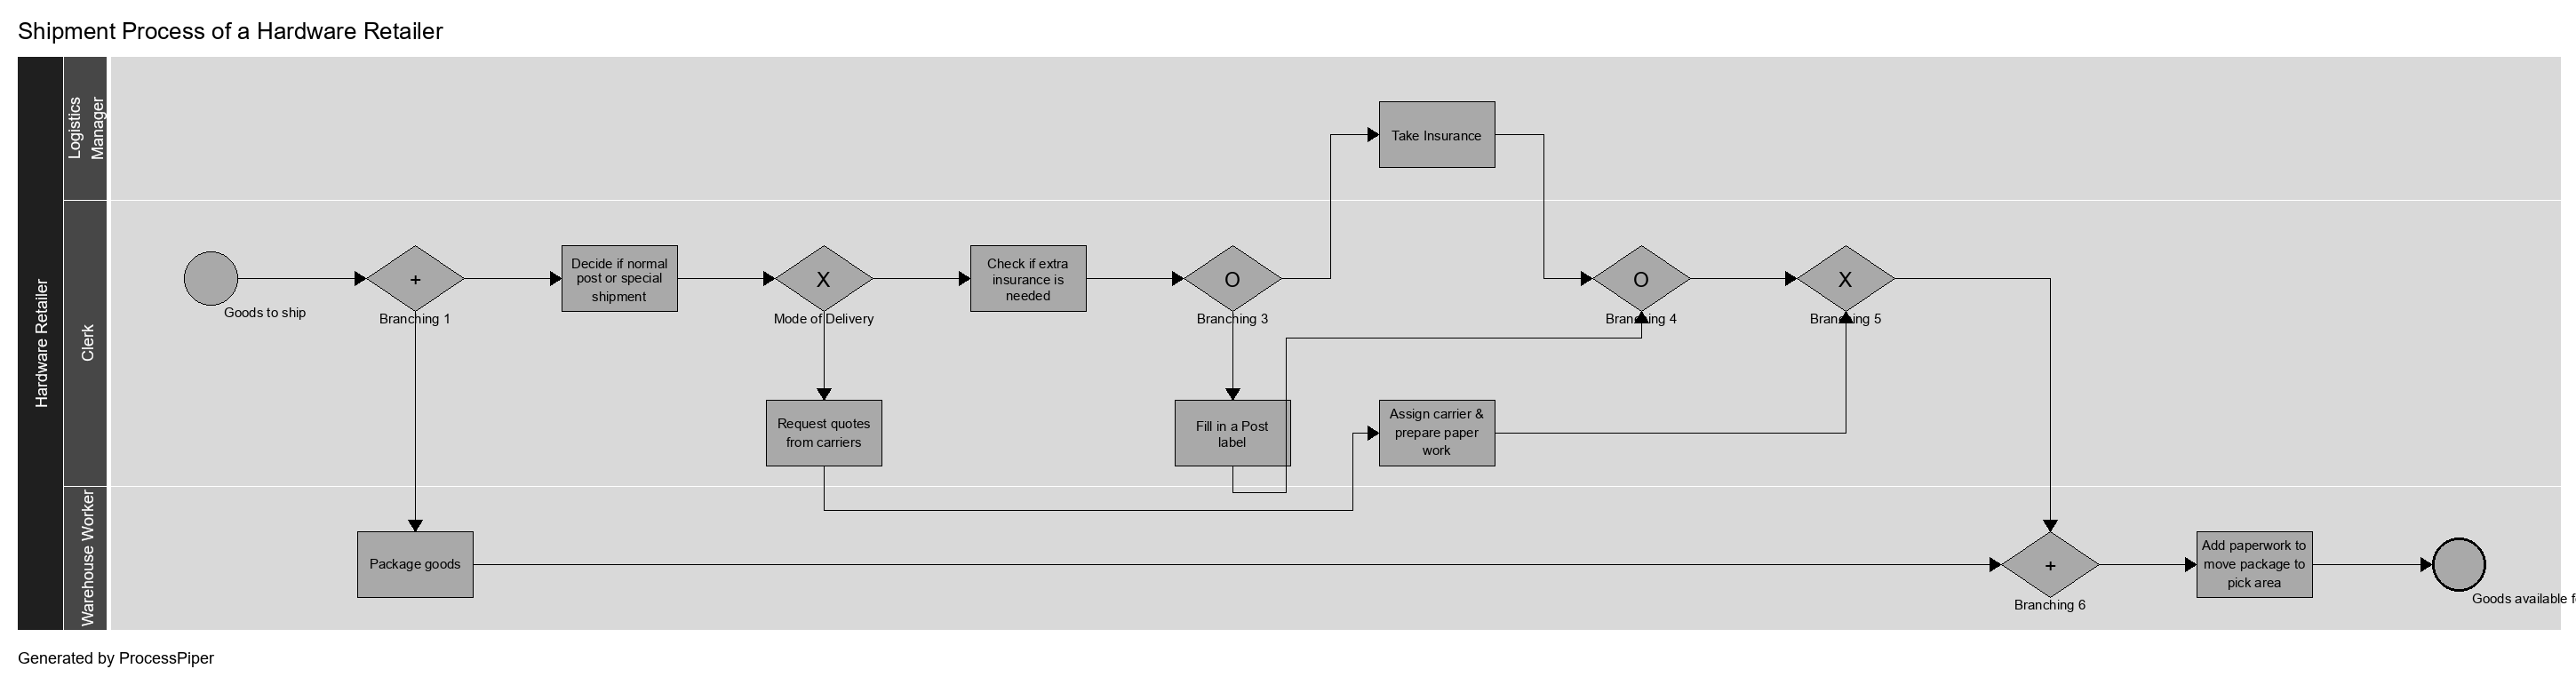 Shipment Process of a Hardware Retailer
Hardware Retailer
Logistics
Manager
Take Insurance
Clerk
Goods to ship
+
Branching 1
Decide if normal
post or special
shipment
X
Mode of Delivery
Check if extra
insurance is
needed
O
Branching 3
O
Branching 4
X
Branching 5
Request quotes
from carriers
Fill in a Post
label
Assign carrier &
prepare paper
work
Warehouse Worker
Package goods
+
Branching 6
Add paperwork to
move package to
pick area
Goods available
Generated by ProcessPiper